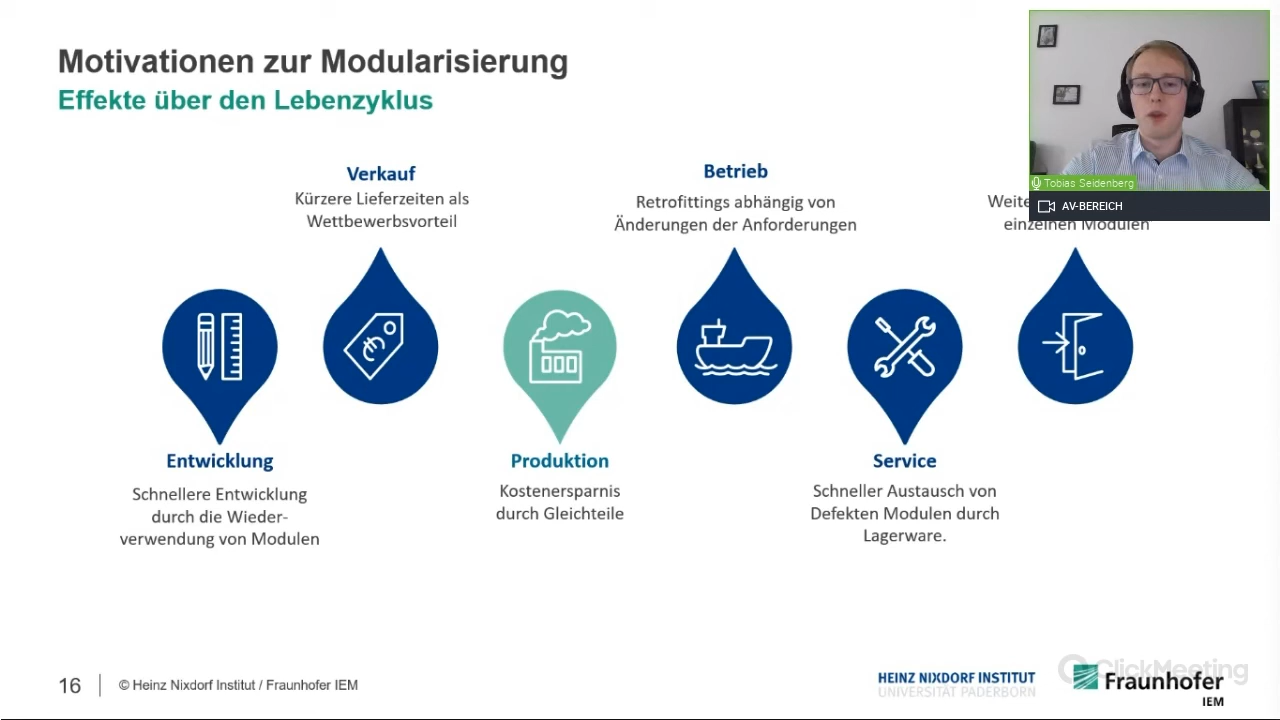 Motivationen zur Modularisierung
Effekte über den Lebenzyklus
Tobias Seidenberg
AV-BEREICH
Verkauf
Kürzere Lieferzeiten als
Wettbewerbsvorteil
Betrieb
Retrofittings abhängig von
Änderungen der Anforderungen
einzelnen Modulen
Entwicklung
Schnellere Entwicklung
durch die Wieder-
verwendung von Modulen
Produktion
Kostenersparnis
durch Gleichteile
Service
Schneller Austausch von
Defekten Modulen durch
Lagerware.
16
© Heinz Nixdorf Institut / Fraunhofer IEM
HEINZ NIXDORF INSTITUT
UNIVERSITÄT PADERBORN
ClickMeeting
Fraunhofer
IEM